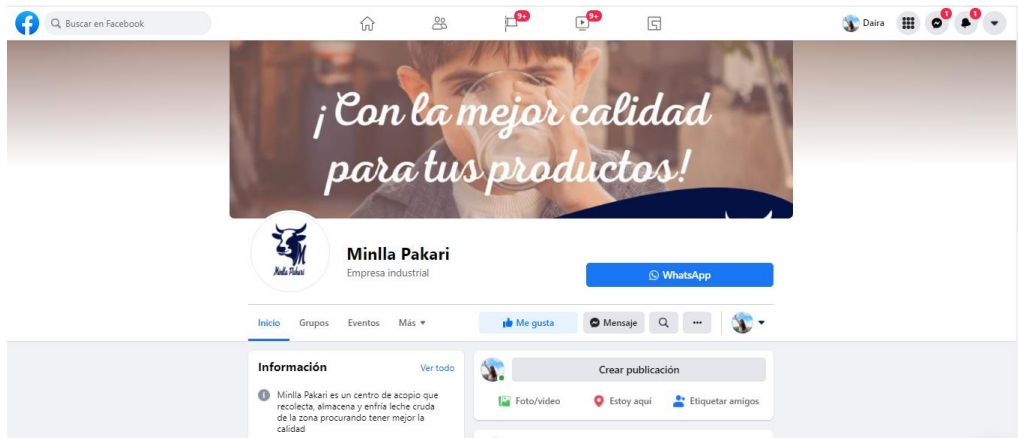 Buscar en Facebook
9+
9+
Daira
1
1
¡Con la mejor calidad
para tus productos!
Minlla Pakari
Minlla Pakari
Empresa industrial
WhatsApp
Inicio Grupos Eventos Más
Me gusta
Mensaje
Información
Ver todo
Minlla Pakari es un centro de acopio que
recolecta, almacena y enfría leche cruda
de la zona procurando tener mejor la
calidad
Crear publicación
Foto/video Estoy aquí Etiquetar amigos